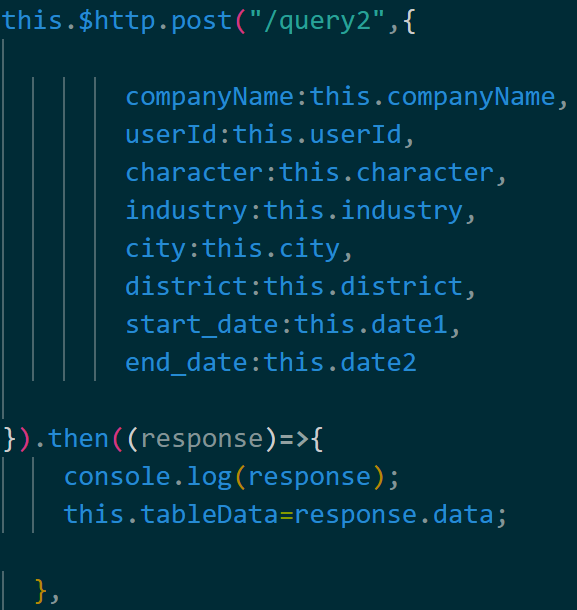 this.$http.post("/query2",{
companyName:this.companyName,
userId:this.userId,
character:this.character,
industry:this.industry,
city:this.city,
district:this.district,
start_date:this.date1,
end_date:this.date2
}).then((response)=>{
console.log(response);
this.tableData=response.data;
},